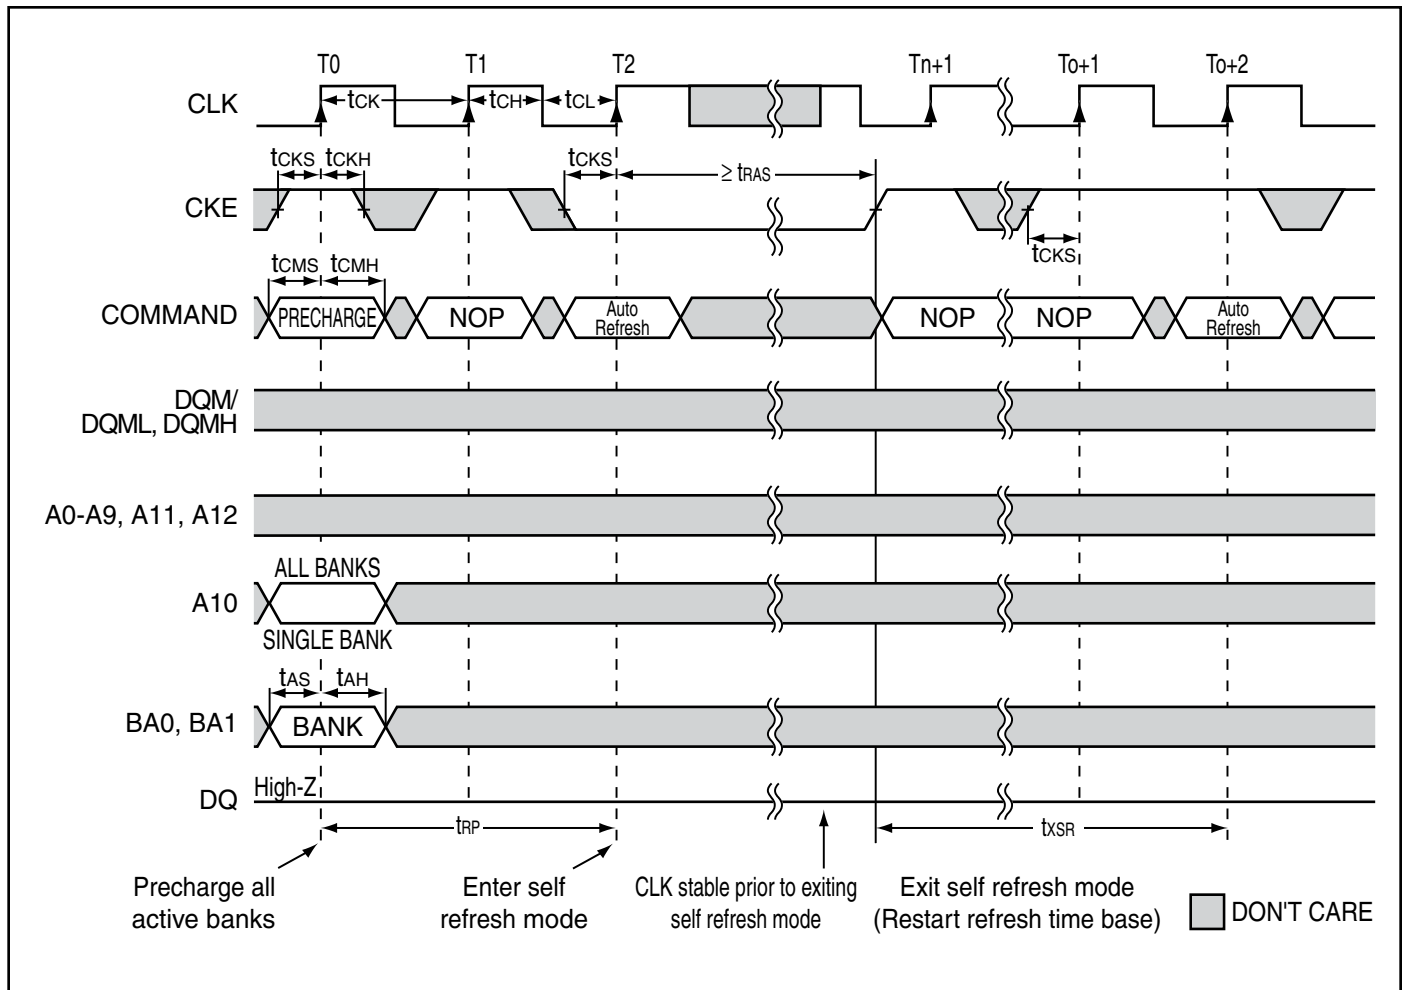 T0 T1 T2 Tn+1 To+1 To+2
CLK tCK tCH tCL
tCKS tCKH tCKS ≥ tRAS
CKE
tCKS
tCMS tCMH
COMMAND PRECHARGE NOP Auto Refresh NOP NOP Auto Refresh
DQM/
DQML, DQMH
A0-A9, A11, A12
ALL BANKS
A10
SINGLE BANK
tAS tAH
BA0, BA1 BANK
High-Z
DQ
tRP tXSR
Precharge all
active banks
Enter self
refresh mode
CLK stable prior to exiting
self refresh mode
Exit self refresh mode
(Restart refresh time base)
DON'T CARE